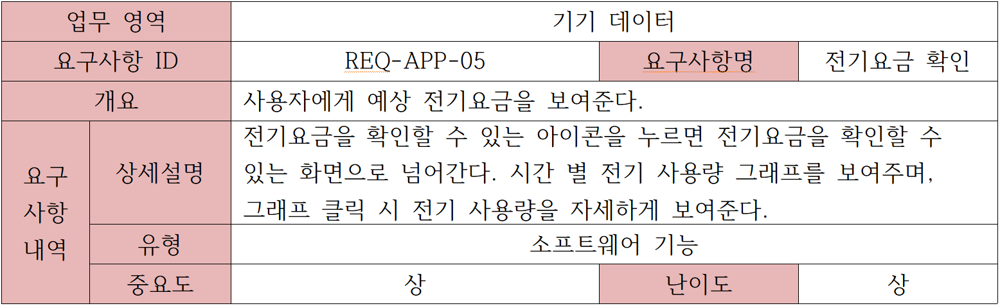 업무 영역 기기 데이터
요구사항 ID REQ-APP-05 요구사항명 전기요금 확인
개요 사용자에게 예상 전기요금을 보여준다.
요구
사항
내역
상세설명
전기요금을 확인할 수 있는 아이콘을 누르면 전기요금을 확인할 수
있는 화면으로 넘어간다. 시간 별 전기 사용량 그래프를 보여주며,
그래프 클릭 시 전기 사용량을 자세하게 보여준다.
유형 소프트웨어 기능
중요도 상 난이도 상